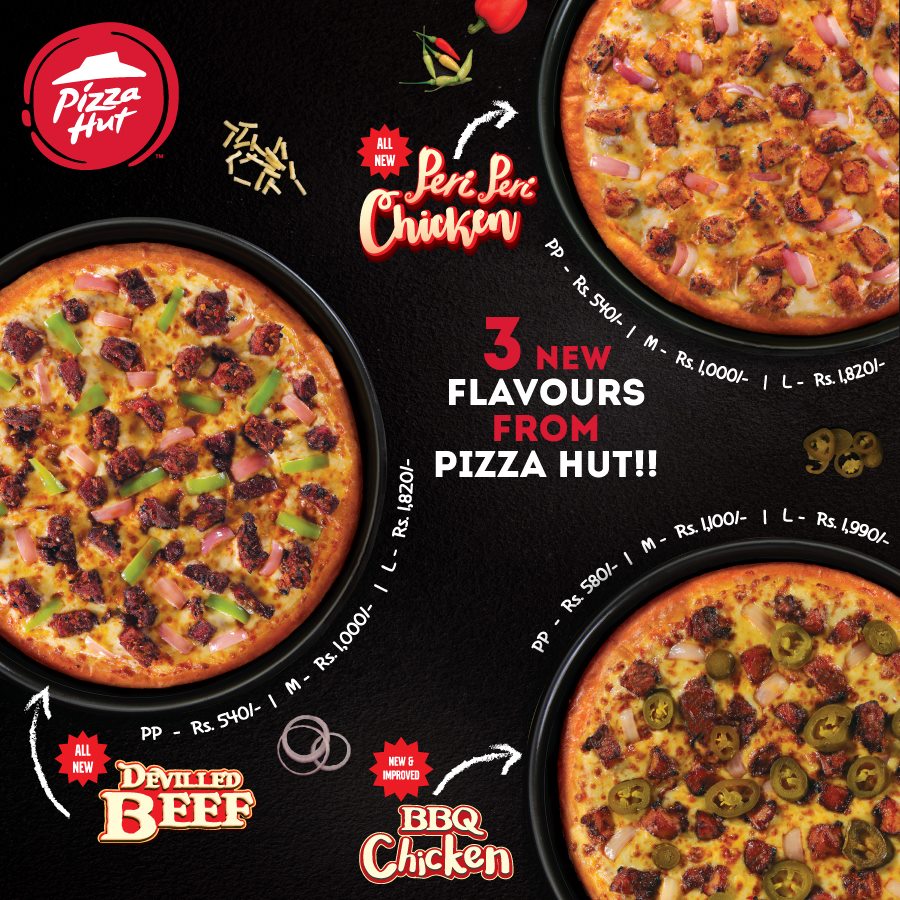 Pizza
Hut
TM
ALL
NEW
Peri Peri
Chicken
PP - Rs. 540/- | M - Rs. 1,000/- | L - Rs. 1,820/-
3 NEW
FLAVOURS
FROM
PIZZA HUT!!
PP - Rs. 540/- | M - Rs. 1,000/- | L - Rs. 1,820/-
ALL
NEW
DEVILLED
BEEF
PP - Rs. 580/- | M - Rs. 1,100/- | L - Rs. 1,990/-
NEW &
IMPROVED
BBQ
Chicken